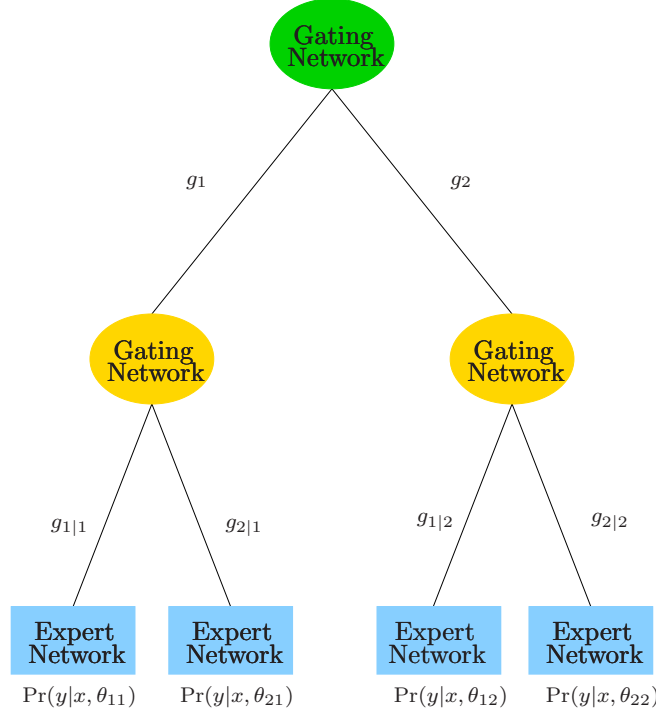 Gating
Network
g1 g2
Gating
Network
Gating
Network
g1|1 g2|1 g1|2 g2|2
Expert
Network
Expert
Network
Expert
Network
Expert
Network
Pr(y|x, θ11) Pr(y|x, θ21) Pr(y|x, θ12) Pr(y|x, θ22)